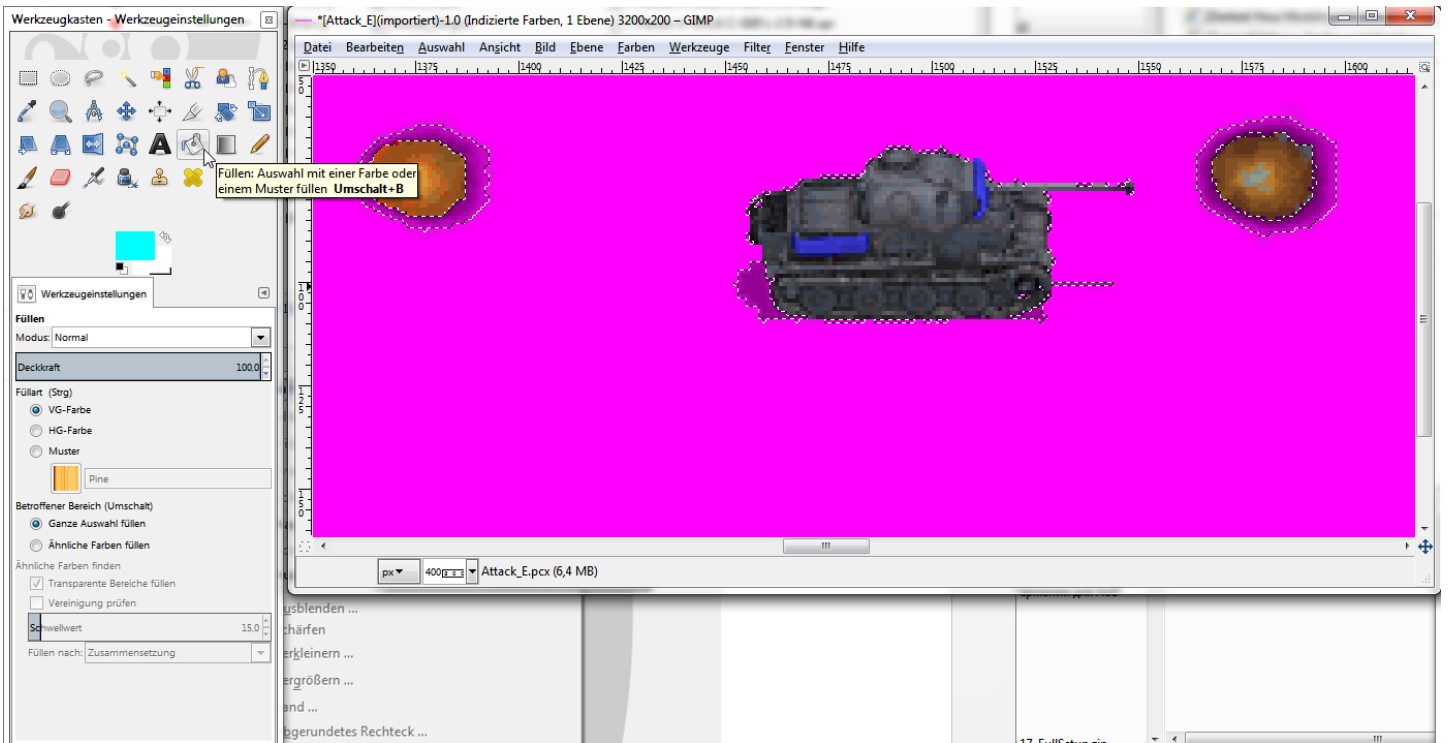 Werkzeugkasten - Werkzeugeinstellungen
*[Attack_E](importiert)-1.0 (Indizierte Farben, 1 Ebene) 3200x200 – GIMP
Datei Bearbeiten Auswahl Ansicht Bild Ebene Farben Werkzeuge Filter Fenster Hilfe
1350 1375 1400 1425 1450 1475 1500 1525 1550 1575 1600
50
100
125
150
Füllen: Auswahl mit einer Farbe oder
einem Muster füllen Umschalt+B
Werkzeugeinstellungen
Füllen
Modus: Normal
Deckkraft 100,0
Füllart (Strg)
VG-Farbe
HG-Farbe
Muster
Pine
Betroffener Bereich (Umschalt)
Ganze Auswahl füllen
Ähnliche Farben füllen
Ähnliche Farben finden
Transparente Bereiche füllen
Vereinigung prüfen
Schwellwert 15,0
Füllen nach: Zusammensetzung
px 400 Attack_E.pcx (6,4 MB)
usblenden ...
chärfen
erkleinern ...
ergrößern ...
and ...
bgerundetes Rechteck ...